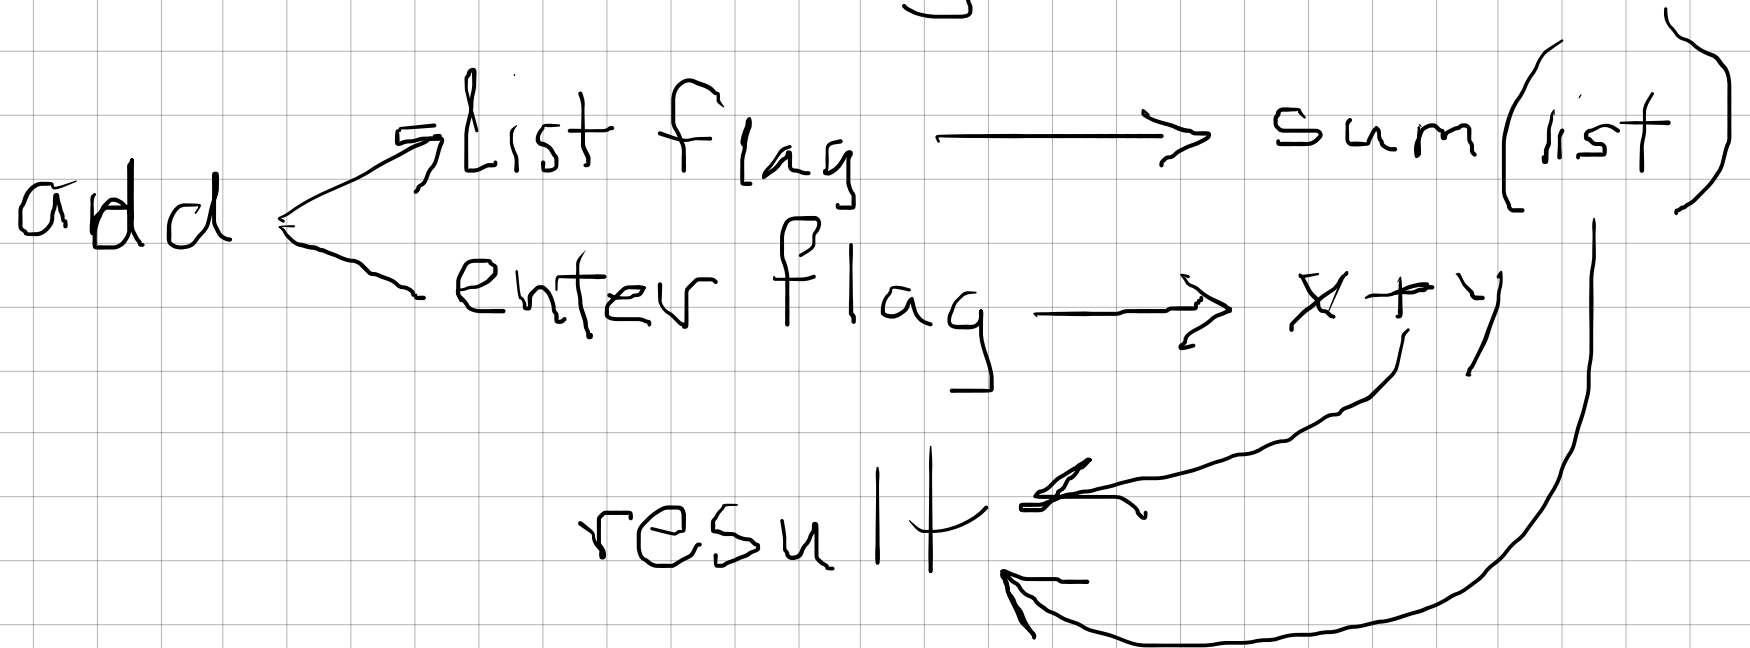 add
list flag → sum(list)
enter flag → x + y
result